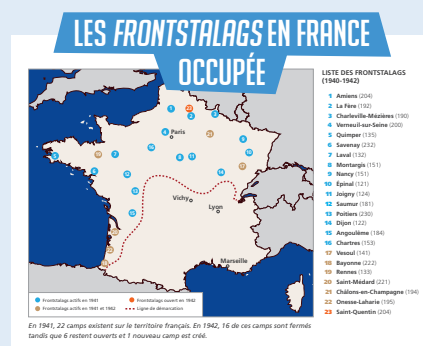 LES FRONTSTALAGS EN FRANCE
OCCUPÉE
LISTE DES FRONTSTALAGS
(1940-1942)
1 Amiens (204)
2 La Fère (192)
3 Charleville-Mézières (190)
4 Verneuil-sur-Seine (200)
5 Quimper (135)
6 Savenay (232)
7 Laval (132)
8 Montargis (151)
9 Nancy (151)
10 Épinal (121)
11 Joigny (124)
12 Saumur (181)
13 Poitiers (230)
14 Dijon (122)
15 Angoulême (184)
16 Chartres (153)
17 Vesoul (141)
18 Bayonne (222)
19 Rennes (133)
20 Saint-Médard (221)
21 Châlons-en-Champagne (194)
22 Onesse-Laharie (195)
23 Saint-Quentin (204)
Paris
Vichy
Lyon
Marseille
Frontstalags actif en 1941
Frontstalags ouvert en 1942
Frontstalags actifs en 1941 et 1942
Ligne de démarcation
En 1941, 22 camps existent sur le territoire français. En 1942, 16 de ces camps sont fermés
tandis que 6 restent ouverts et 1 nouveau camp est créé.